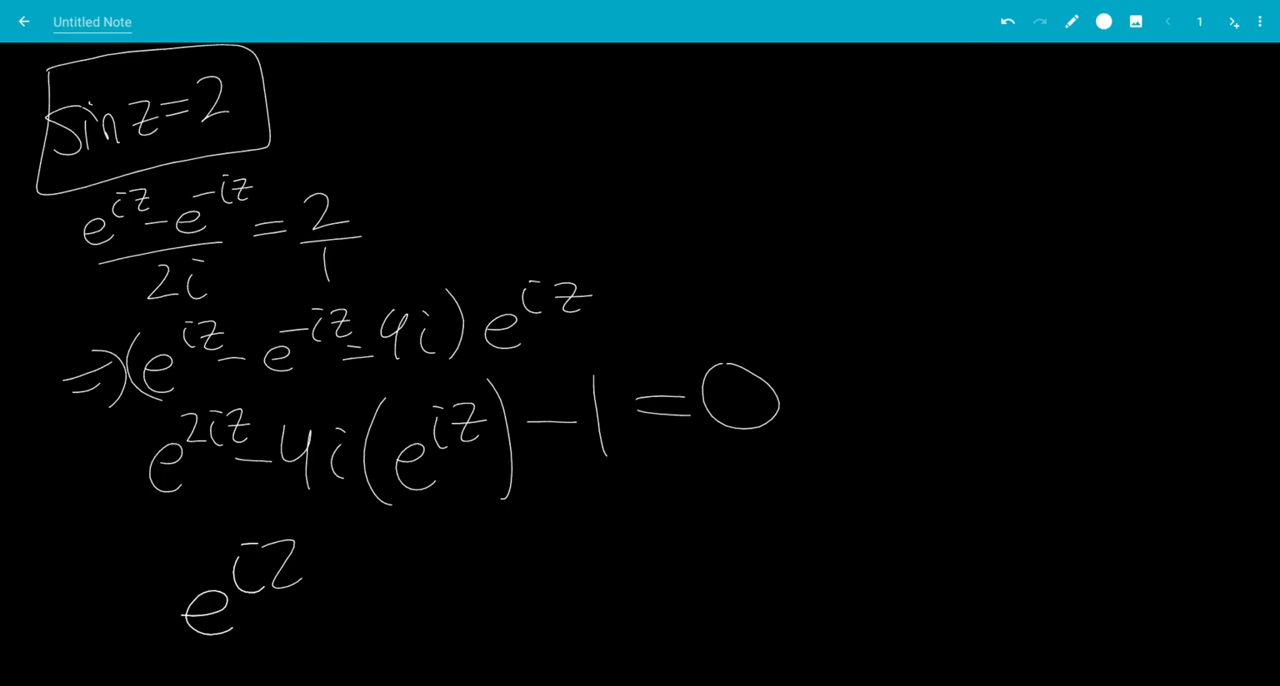 Untitled Note
1
sin z = 2
(e^{iz} - e^{-iz})/(2i) = 2/1
⇒ (e^{iz} - e^{-iz} = 4i) e^{iz}
e^{2iz} - 4i(e^{iz}) - 1 = 0
e^{iz}